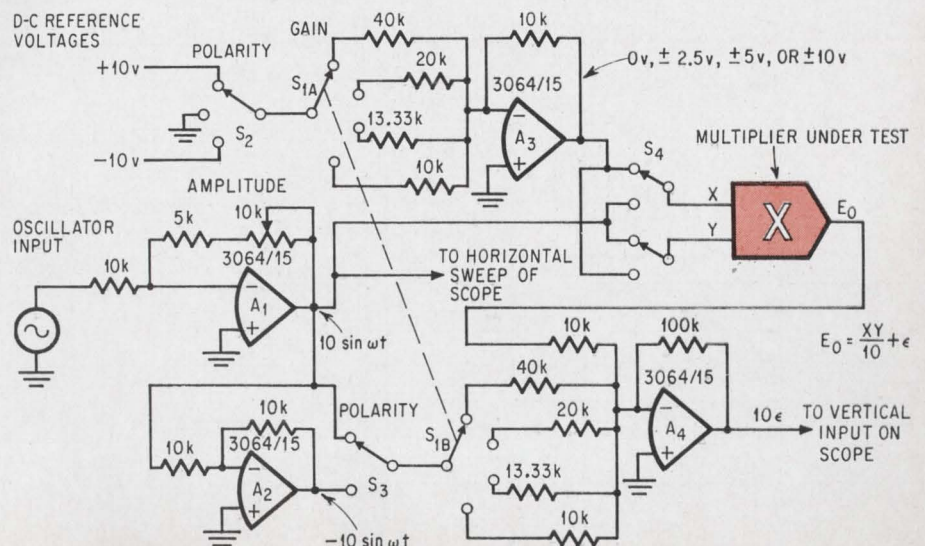 D-C REFERENCE
VOLTAGES
+10v
−10v
POLARITY
S2
GAIN
S1A
40k
20k
13.33k
10k
10k
3064/15
−
A3
+
0v, ± 2.5v, ± 5v, OR ±10v
S4
MULTIPLIER UNDER TEST
X
Y
X
E0
OSCILLATOR
INPUT
10k
AMPLITUDE
5k
10k
3064/15
−
A1
+
10 sin ωt
TO HORIZONTAL
SWEEP OF
SCOPE
10k
10k
3064/15
−
A2
+
−10 sin ωt
POLARITY
S3
S1B
10k
40k
20k
13.33k
10k
100k
3064/15
−
A4
+
10ϵ
TO VERTICAL
INPUT ON
SCOPE
E0 = XY/10 + ϵ